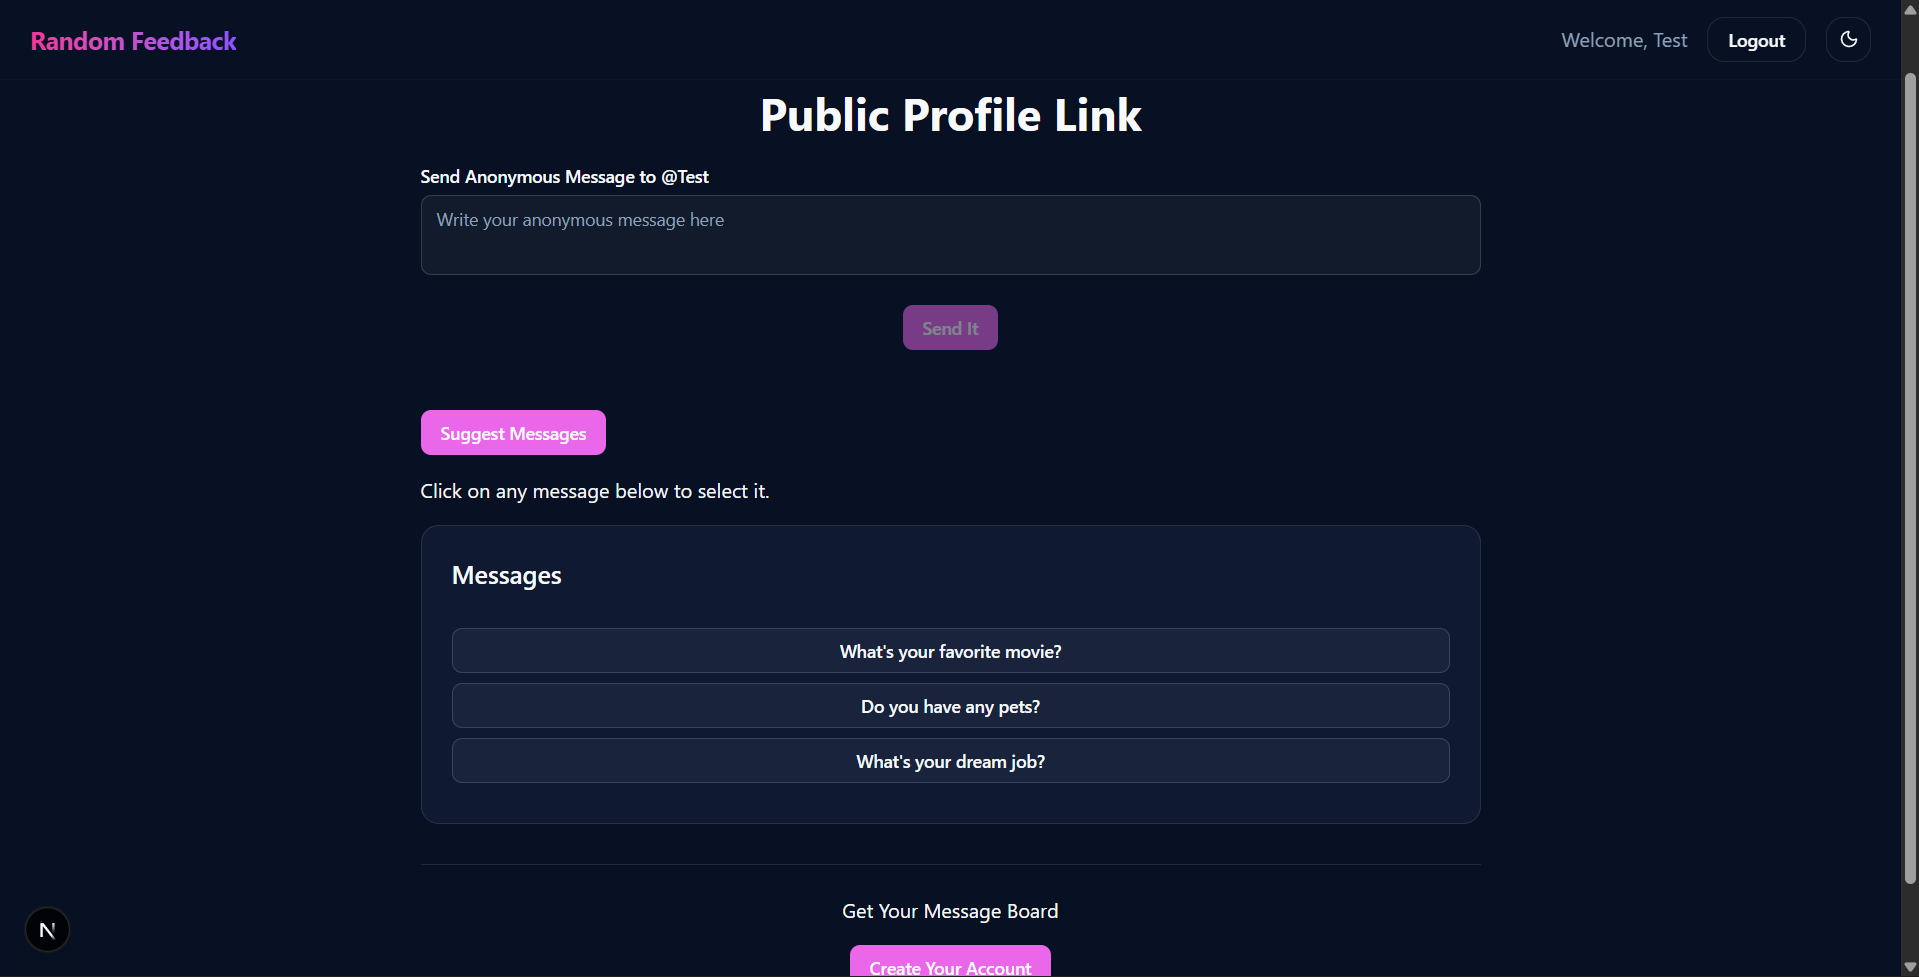 Random Feedback
Welcome, Test
Logout
Public Profile Link
Send Anonymous Message to @Test
Write your anonymous message here
Send It
Suggest Messages
Click on any message below to select it.
Messages
What's your favorite movie?
Do you have any pets?
What's your dream job?
Get Your Message Board
N
Create Your Account